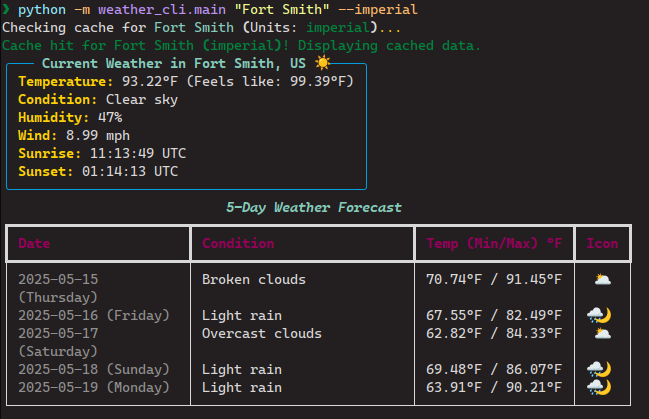 ❯ python -m weather_cli.main "Fort Smith" --imperial
Checking cache for Fort Smith (Units: imperial)...
Cache hit for Fort Smith (imperial)! Displaying cached data.
Current Weather in Fort Smith, US ☀️
Temperature: 93.22°F (Feels like: 99.39°F)
Condition: Clear sky
Humidity: 47%
Wind: 8.99 mph
Sunrise: 11:13:49 UTC
Sunset: 01:14:13 UTC
5-Day Weather Forecast
Date Condition Temp (Min/Max) °F Icon
2025-05-15 Broken clouds 70.74°F / 91.45°F 🌥️
(Thursday)
2025-05-16 (Friday) Light rain 67.55°F / 82.49°F 🌧️🌙
2025-05-17 Overcast clouds 62.82°F / 84.33°F 🌥️
(Saturday)
2025-05-18 (Sunday) Light rain 69.48°F / 86.07°F 🌧️🌙
2025-05-19 (Monday) Light rain 63.91°F / 90.21°F 🌧️🌙